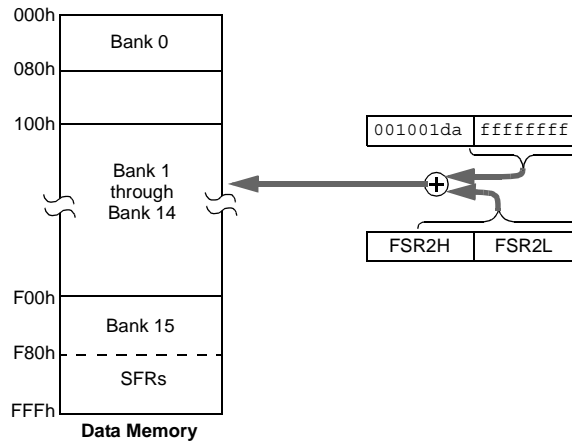 000h
Bank 0
080h
100h
001001da ffffffff
Bank 1
through
Bank 14
FSR2H FSR2L
F00h
Bank 15
F80h
SFRs
FFFh
Data Memory